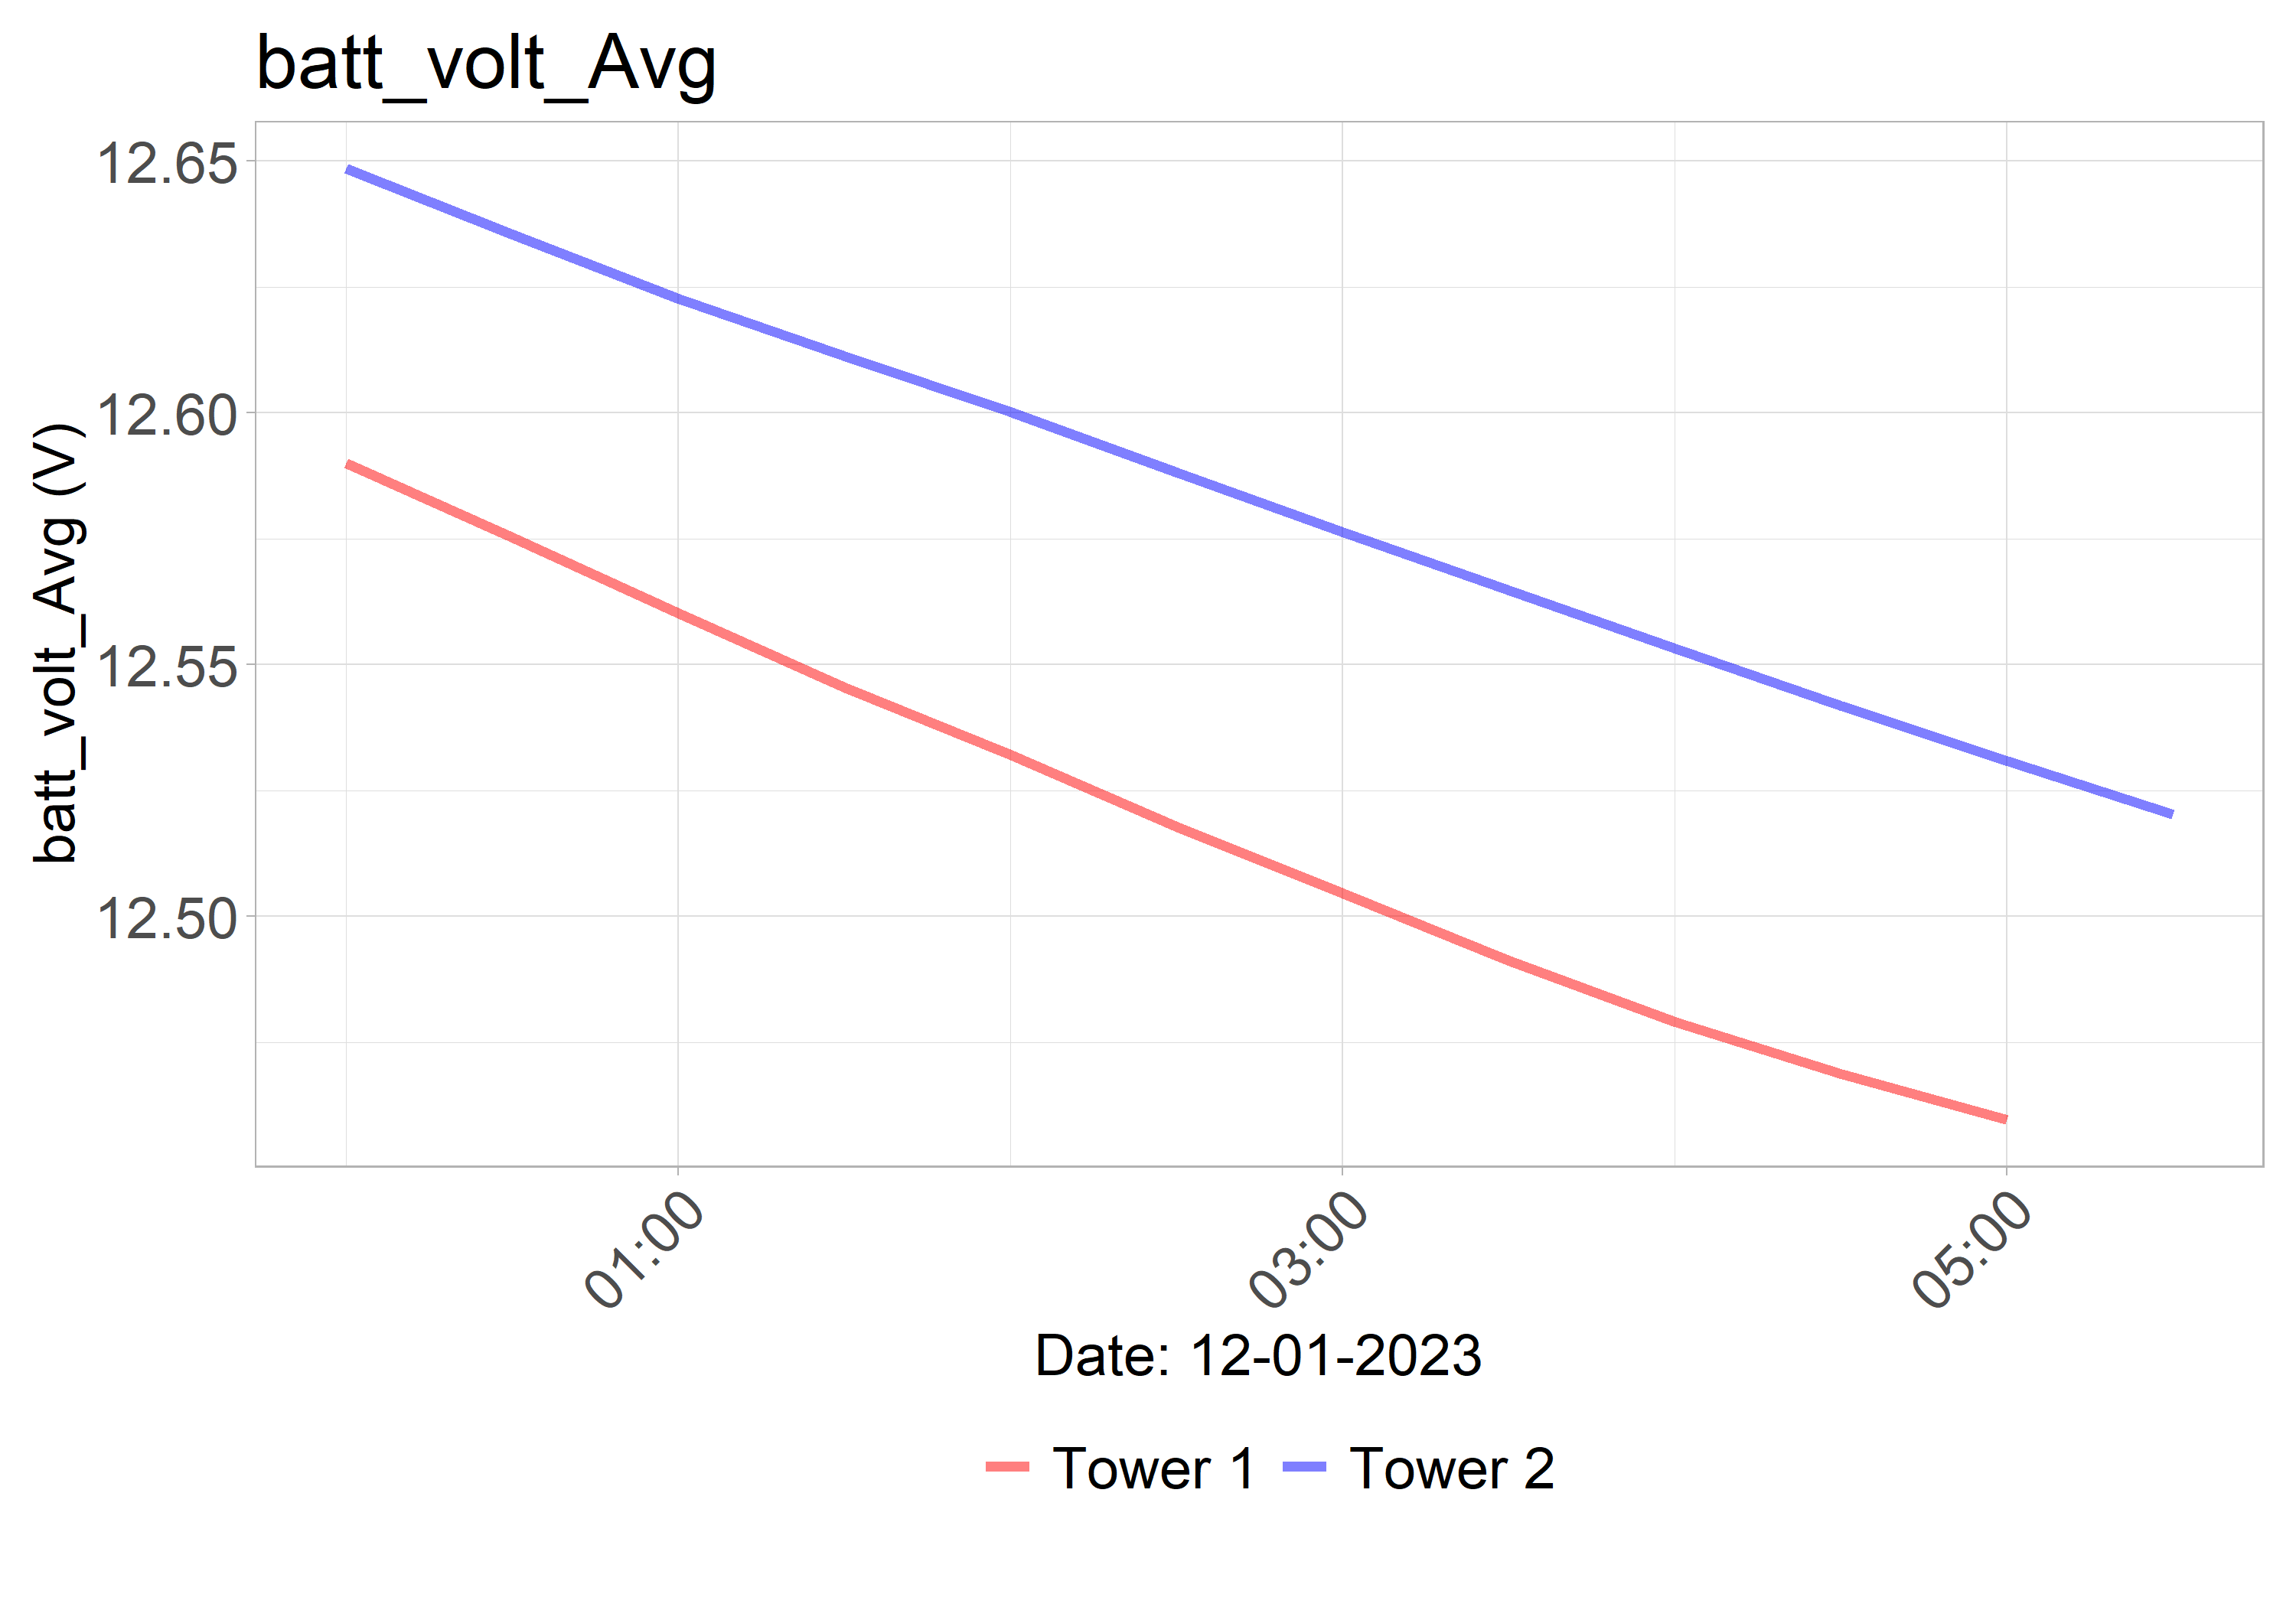 batt_volt_Avg
batt_volt_Avg (V)
12.65
12.60
12.55
12.50
01:00
03:00
05:00
Date: 12-01-2023
Tower 1
Tower 2